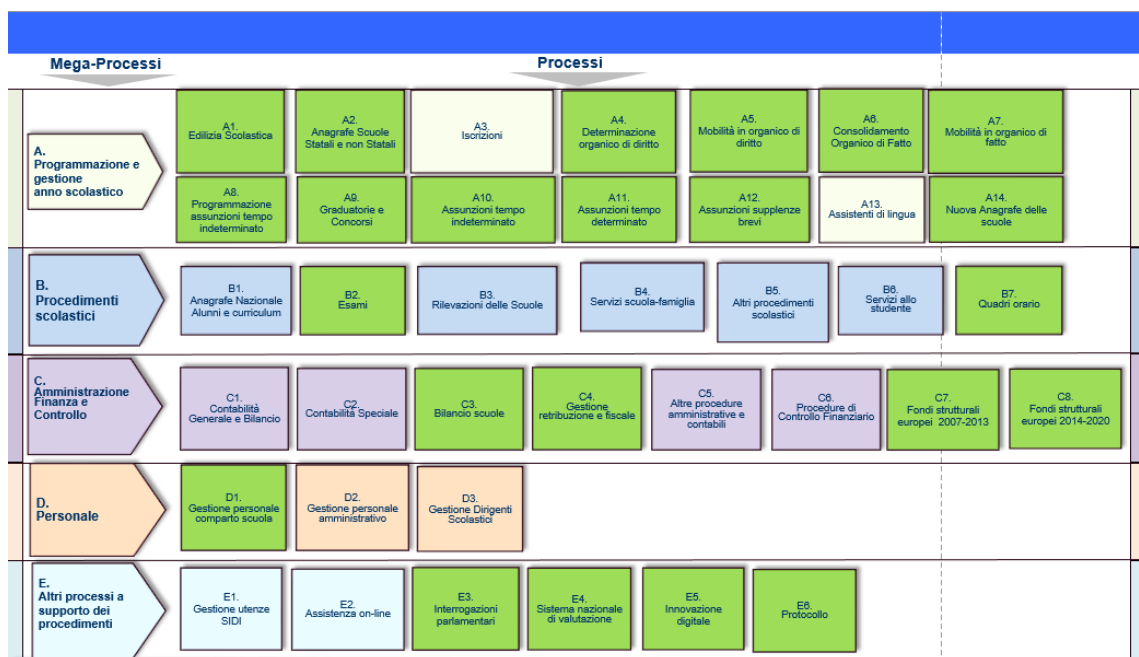 Mega-Processi
Processi
A.
Programmazione e
gestione
anno scolastico
A1.
Edilizia Scolastica
A2.
Anagrafe Scuole
Statali e non Statali
A3.
Iscrizioni
A4.
Determinazione
organico di diritto
A5.
Mobilità in organico di
diritto
A6.
Consolidamento
Organico di Fatto
A7.
Mobilità in organico di
fatto
A8.
Programmazione
assunzioni tempo
indeterminato
A9.
Graduatorie e
Concorsi
A10.
Assunzioni tempo
indeterminato
A11.
Assunzioni tempo
determinato
A12.
Assunzioni supplenze
brevi
A13.
Assistenti di lingua
A14.
Nuova Anagrafe delle
scuole
B.
Procedimenti
scolastici
B1.
Anagrafe Nazionale
Alunni e curriculum
B2.
Esami
B3.
Rilevazioni delle Scuole
B4.
Servizi scuola-famiglia
B5.
Altri procedimenti
scolastici
B6.
Servizi allo
studente
B7.
Quadri orario
C.
Amministrazione
Finanza e
Controllo
C1.
Contabilità
Generale e Bilancio
C2.
Contabilità Speciale
C3.
Bilancio scuole
C4.
Gestione
retribuzione e fiscale
C5.
Altre procedure
amministrative e
contabili
C6.
Procedure di
Controllo Finanziario
C7.
Fondi strutturali
europei 2007-2013
C8.
Fondi strutturali
europei 2014-2020
D.
Personale
D1.
Gestione personale
comparto scuola
D2.
Gestione personale
amministrativo
D3.
Gestione Dirigenti
Scolastici
E.
Altri processi a
supporto dei
procedimenti
E1.
Gestione utenze
SIDI
E2.
Assistenza on-line
E3.
Interrogazioni
parlamentari
E4.
Sistema nazionale
di valutazione
E5.
Innovazione
digitale
E6.
Protocollo